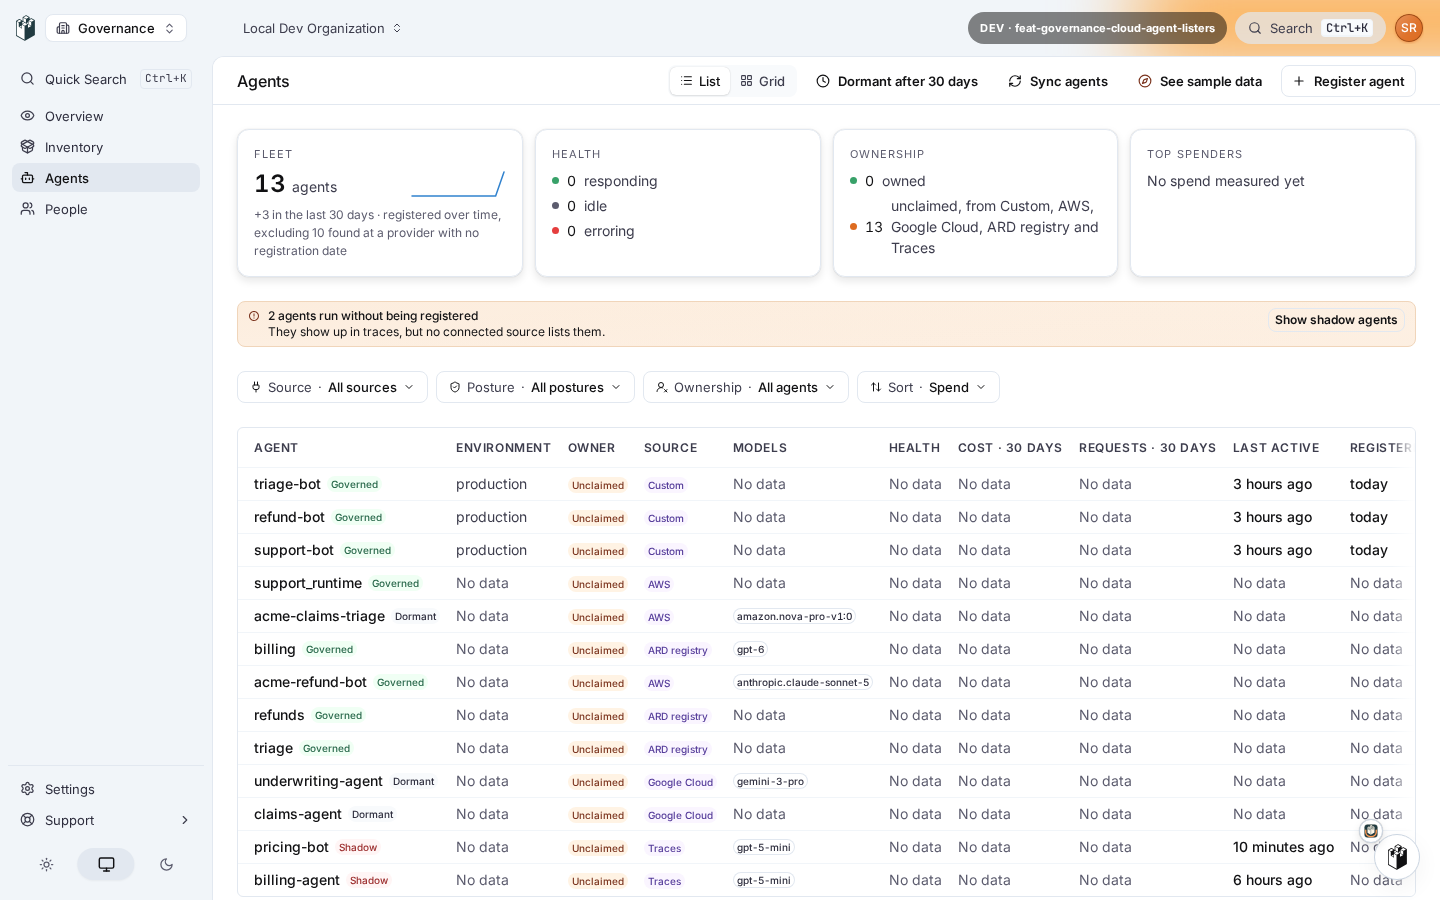 Governance
Local Dev Organization
DEV · feat-governance-cloud-agent-listers
Search Ctrl+K
SR
Quick Search Ctrl+K
Overview
Inventory
Agents
People
Settings
Support
Agents
List
Grid
Dormant after 30 days
Sync agents
See sample data
Register agent
FLEET
13 agents
+3 in the last 30 days · registered over time,
excluding 10 found at a provider with no
registration date
HEALTH
0 responding
0 idle
0 erroring
OWNERSHIP
0 owned
13 unclaimed, from Custom, AWS,
Google Cloud, ARD registry and
Traces
TOP SPENDERS
No spend measured yet
2 agents run without being registered
They show up in traces, but no connected source lists them.
Show shadow agents
Source · All sources
Posture · All postures
Ownership · All agents
Sort · Spend
AGENT ENVIRONMENT OWNER SOURCE MODELS HEALTH COST · 30 DAYS REQUESTS · 30 DAYS LAST ACTIVE REGISTER
triage-bot Governed production Unclaimed Custom No data No data No data No data 3 hours ago today
refund-bot Governed production Unclaimed Custom No data No data No data No data 3 hours ago today
support-bot Governed production Unclaimed Custom No data No data No data No data 3 hours ago today
support_runtime Governed No data Unclaimed AWS No data No data No data No data No data No data
acme-claims-triage Dormant No data Unclaimed AWS amazon.nova-pro-v1:0 No data No data No data No data No data
billing Governed No data Unclaimed ARD registry gpt-6 No data No data No data No data No data
acme-refund-bot Governed No data Unclaimed AWS anthropic.claude-sonnet-5 No data No data No data No data No data
refunds Governed No data Unclaimed ARD registry No data No data No data No data No data No data
triage Governed No data Unclaimed ARD registry No data No data No data No data No data No data
underwriting-agent Dormant No data Unclaimed Google Cloud gemini-3-pro No data No data No data No data No data
claims-agent Dormant No data Unclaimed Google Cloud No data No data No data No data No data No data
pricing-bot Shadow No data Unclaimed Traces gpt-5-mini No data No data No data 10 minutes ago No
billing-agent Shadow No data Unclaimed Traces gpt-5-mini No data No data No data 6 hours ago No data